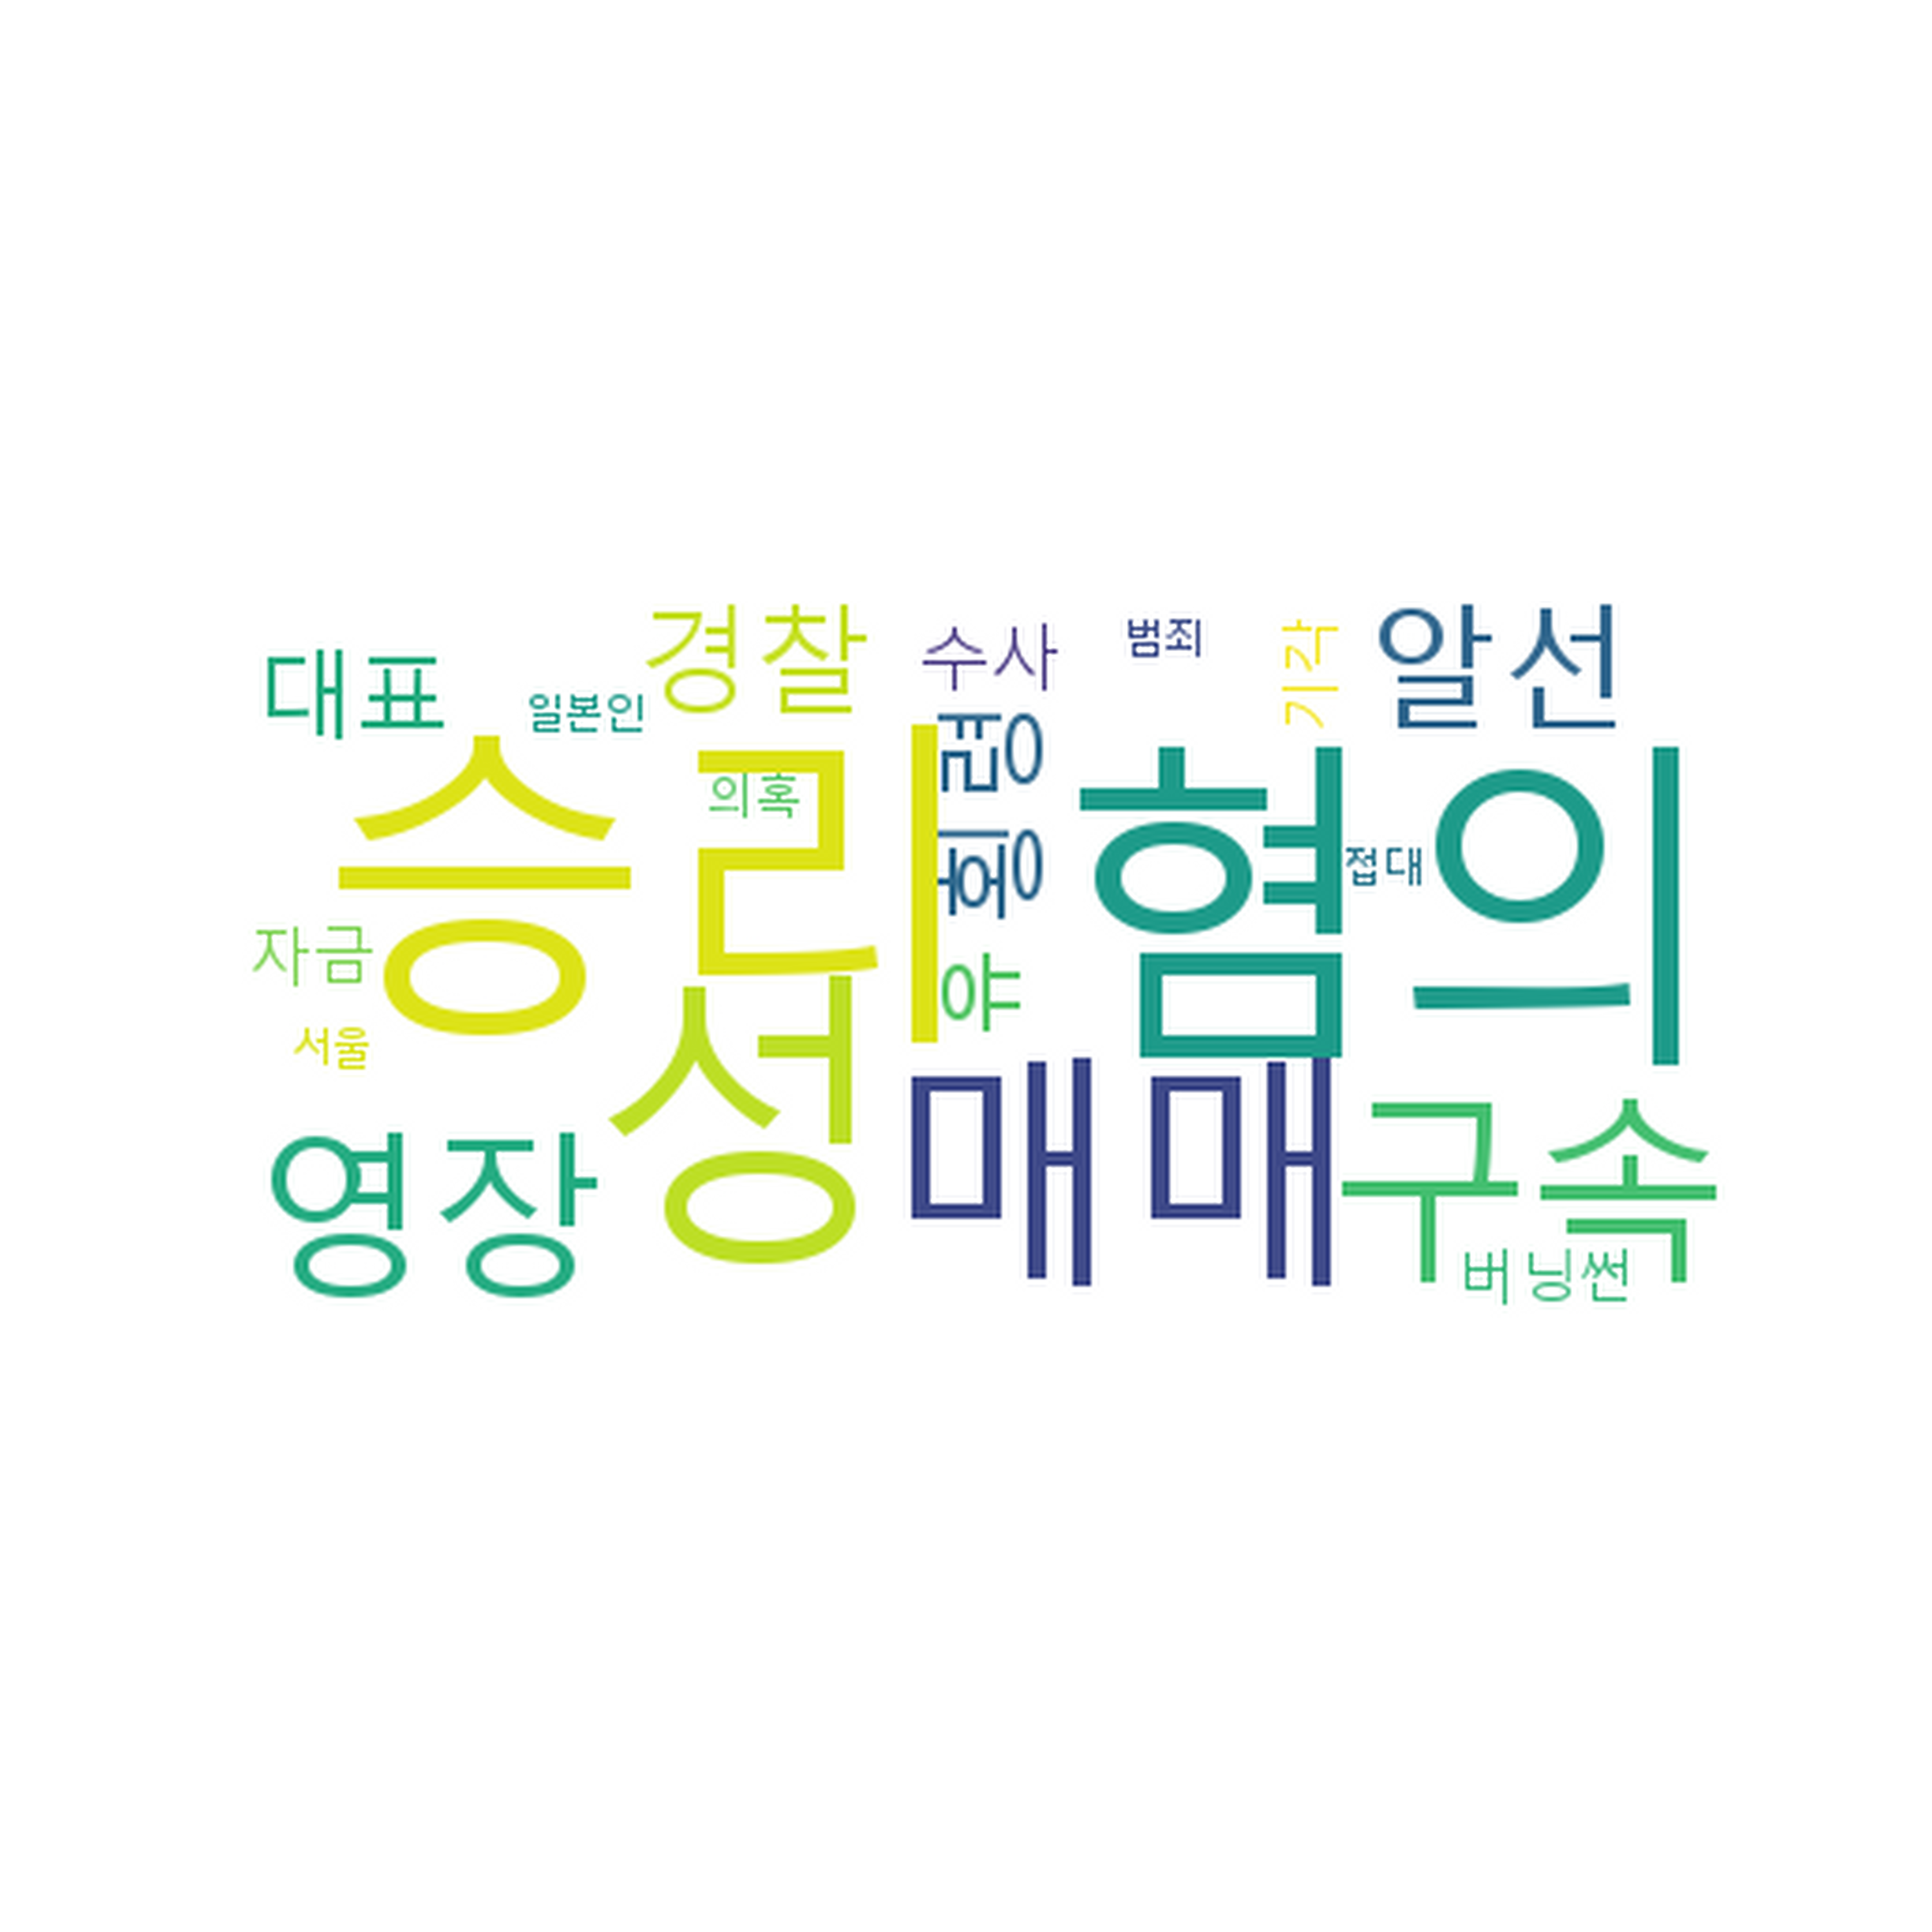 경찰
수사
범죄
기각
알선
대표
일본인
승리
의혹
횡령
혐의
접대
자금
야
서울
성
매매
구속
영장
버닝썬